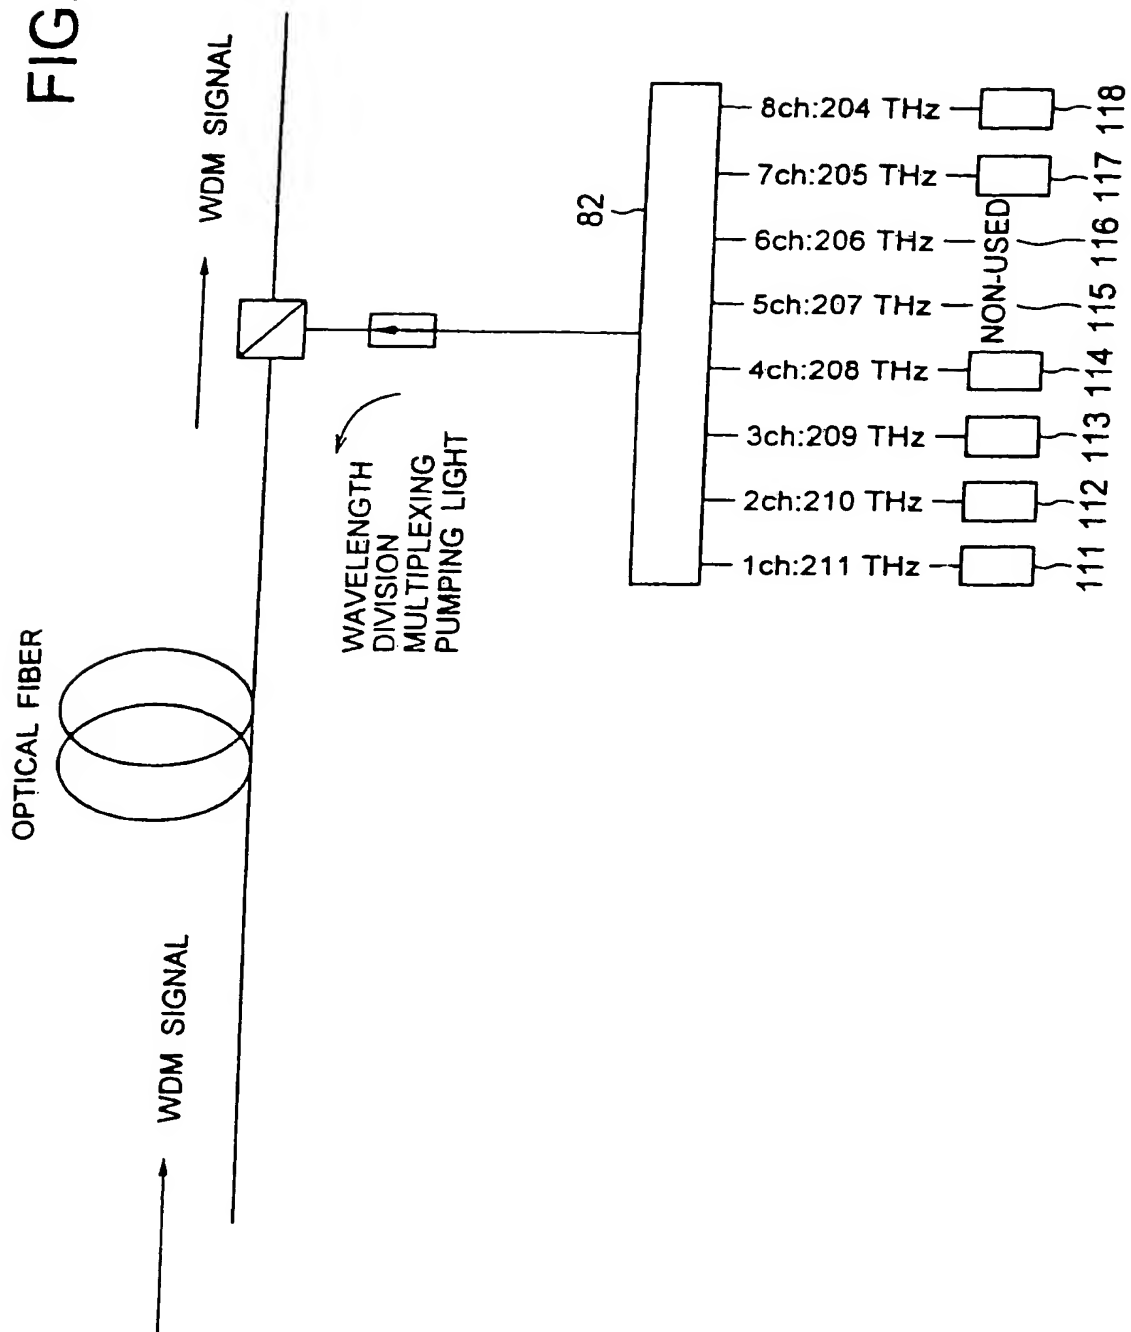 FIG.
OPTICAL FIBER
WDM SIGNAL
WDM SIGNAL
WAVELENGTH
DIVISION
MULTIPLEXING
PUMPING LIGHT
82
8ch:204 THz
118
7ch:205 THz
117
6ch:206 THz
116
5ch:207 THz
115
NON-USED
4ch:208 THz
114
3ch:209 THz
113
2ch:210 THz
112
1ch:211 THz
111